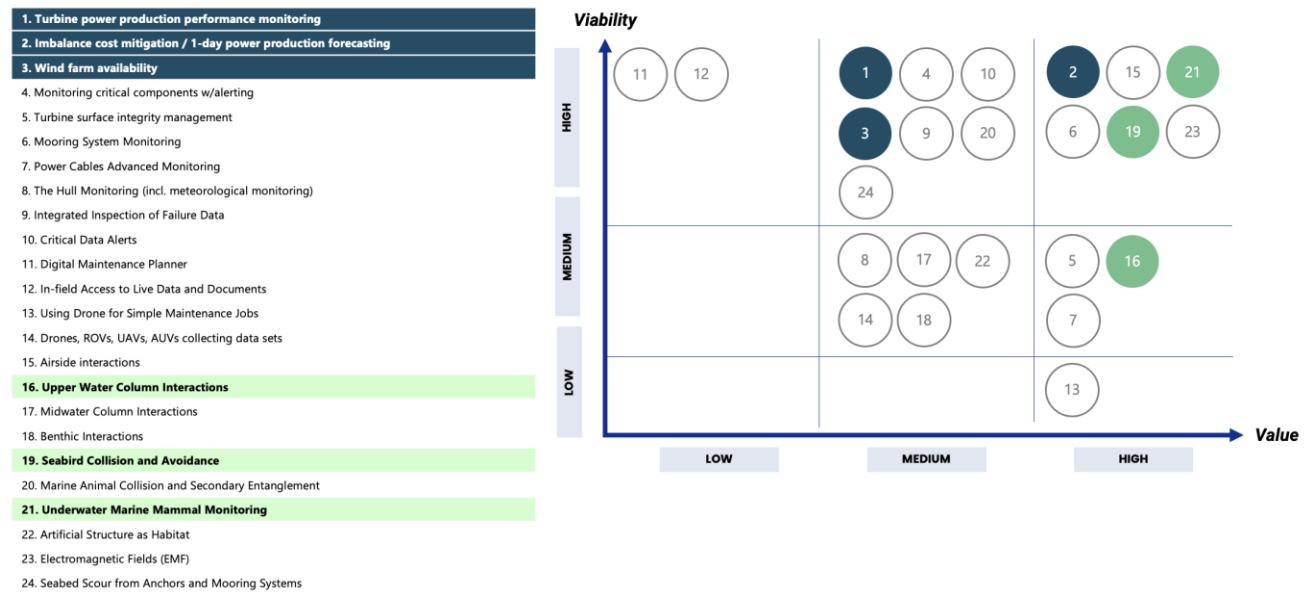 1. Turbine power production performance monitoring
2. Imbalance cost mitigation / 1-day power production forecasting
3. Wind farm availability
4. Monitoring critical components w/alerting
5. Turbine surface integrity management
6. Mooring System Monitoring
7. Power Cables Advanced Monitoring
8. The Hull Monitoring (incl. meteorological monitoring)
9. Integrated Inspection of Failure Data
10. Critical Data Alerts
11. Digital Maintenance Planner
12. In-field Access to Live Data and Documents
13. Using Drone for Simple Maintenance Jobs
14. Drones, ROVs, UAVs, AUVs collecting data sets
15. Airside interactions
16. Upper Water Column Interactions
17. Midwater Column Interactions
18. Benthic Interactions
19. Seabird Collision and Avoidance
20. Marine Animal Collision and Secondary Entanglement
21. Underwater Marine Mammal Monitoring
22. Artificial Structure as Habitat
23. Electromagnetic Fields (EMF)
24. Seabed Scour from Anchors and Mooring Systems
Viability
HIGH
11 12 1 4 10 2 15 21
3 9 20 6 19 23
24
MEDIUM
8 17 22 5 16
14 18 7
LOW
13
Value
LOW MEDIUM HIGH